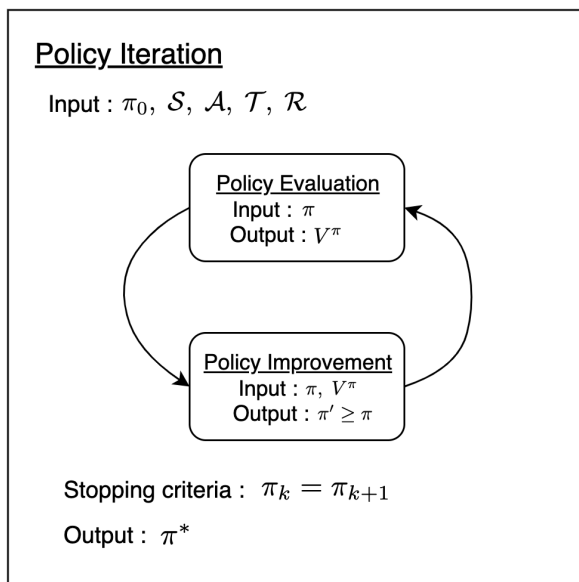 Policy Iteration
Input : π₀, 𝒮, 𝒜, 𝒯, ℛ
Policy Evaluation
Input : π
Output : V^π
Policy Improvement
Input : π, V^π
Output : π′ ≥ π
Stopping criteria : π_k = π_{k+1}
Output : π*